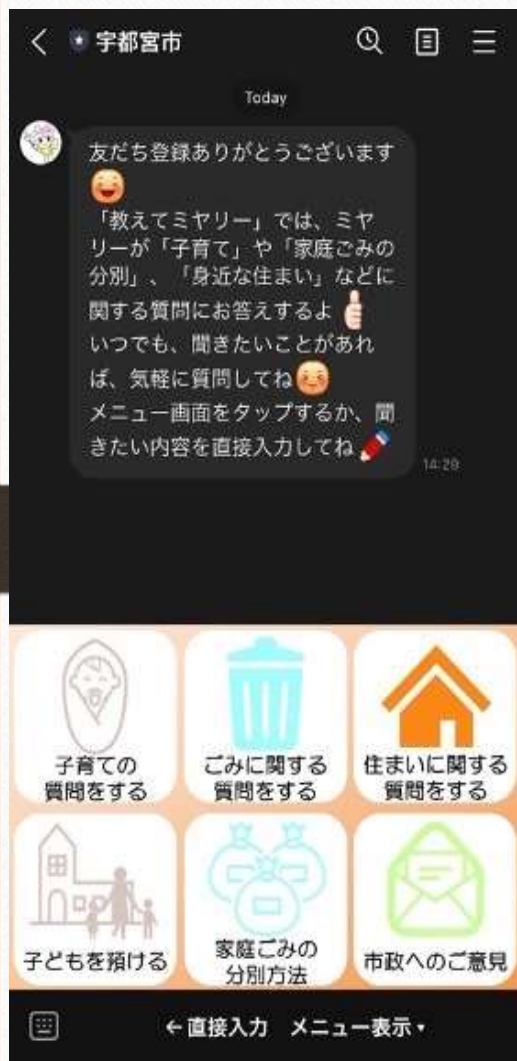 宇都宮市
Today
友だち登録ありがとうございます
「教えてミヤリー」では、ミヤ
リーが「子育て」や「家庭ごみの
分別」、「身近な住まい」などに
関する質問にお答えするよ
いつでも、聞きたいことがあれ
ば、気軽に質問してね
メニュー画面をタップするか、聞
きたい内容を直接入力してね
14:29
子育ての
質問をする
ごみに関する
質問をする
住まいに関する
質問をする
子どもを預ける
家庭ごみの
分別方法
市政へのご意見
←直接入力 メニュー表示▾